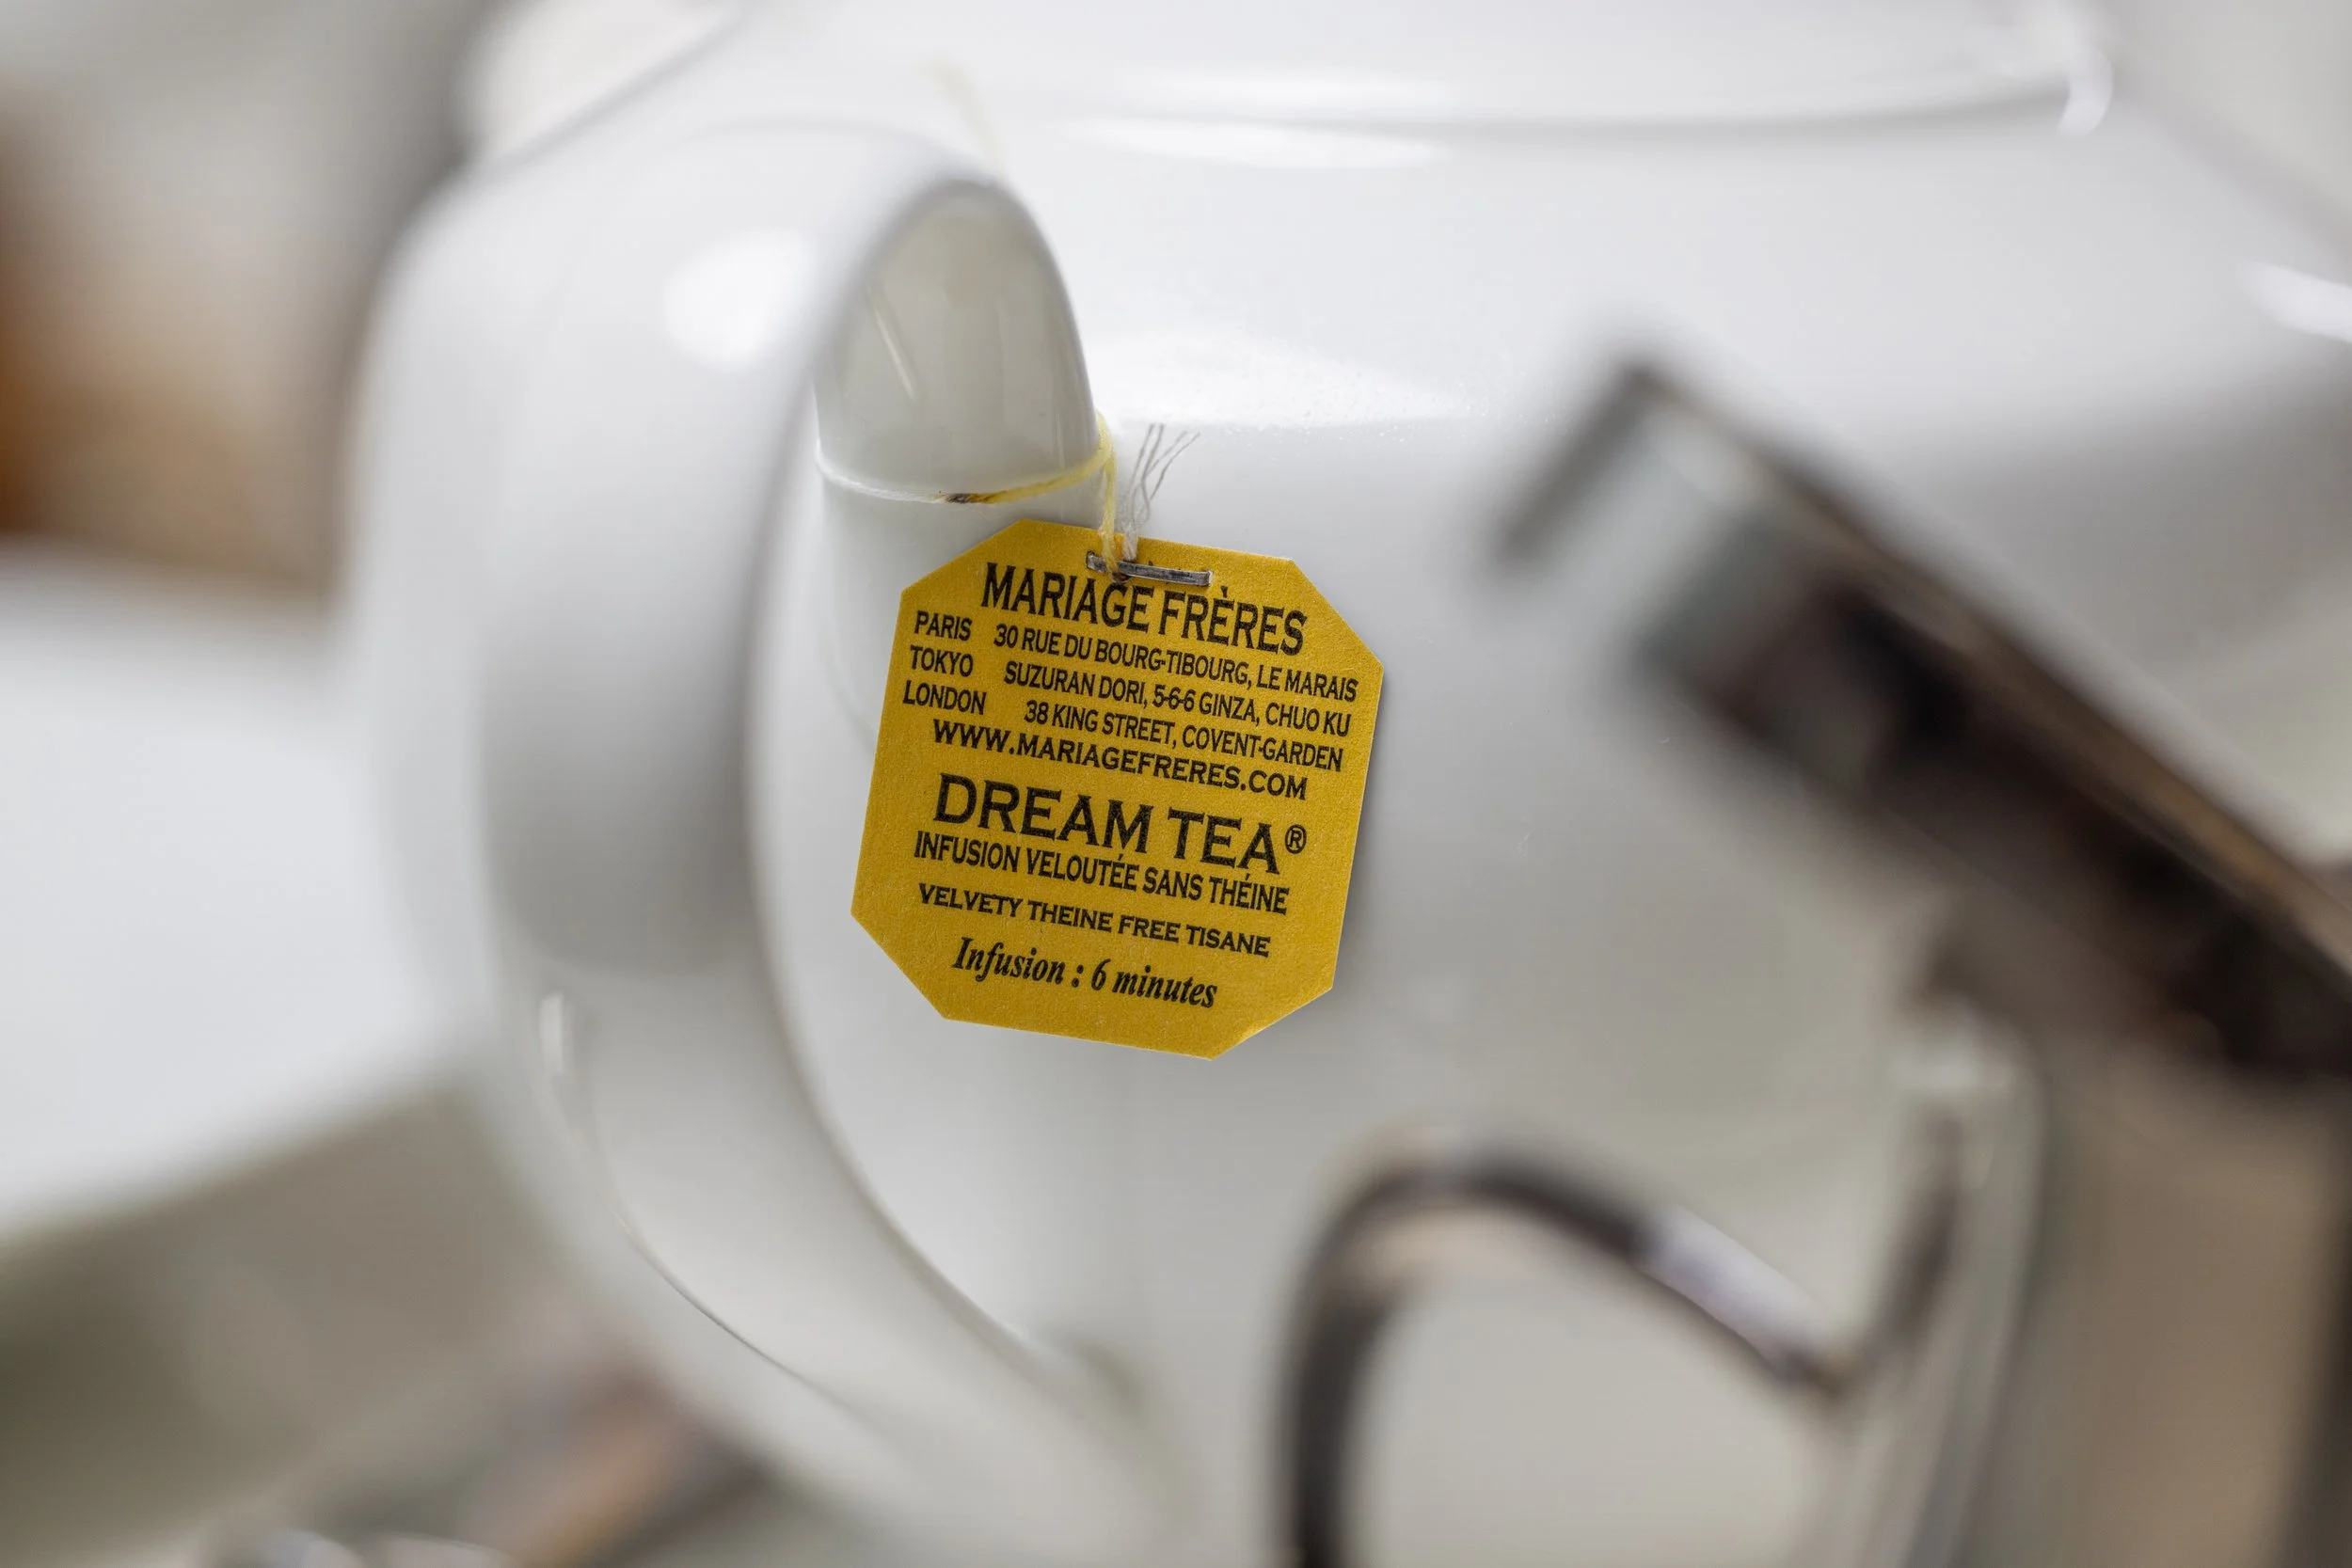 MARIAGE FRÈRES
PARIS 30 RUE DU BOURG-TIBOURG, LE MARAIS
TOKYO SUZURAN DORI, 5-6-6 GINZA, CHUO KU
LONDON 38 KING STREET, COVENT-GARDEN
WWW.MARIAGEFRERES.COM
DREAM TEA®
INFUSION VELOUTÉE SANS THÉINE
VELVETY THEINE FREE TISANE
Infusion : 6 minutes